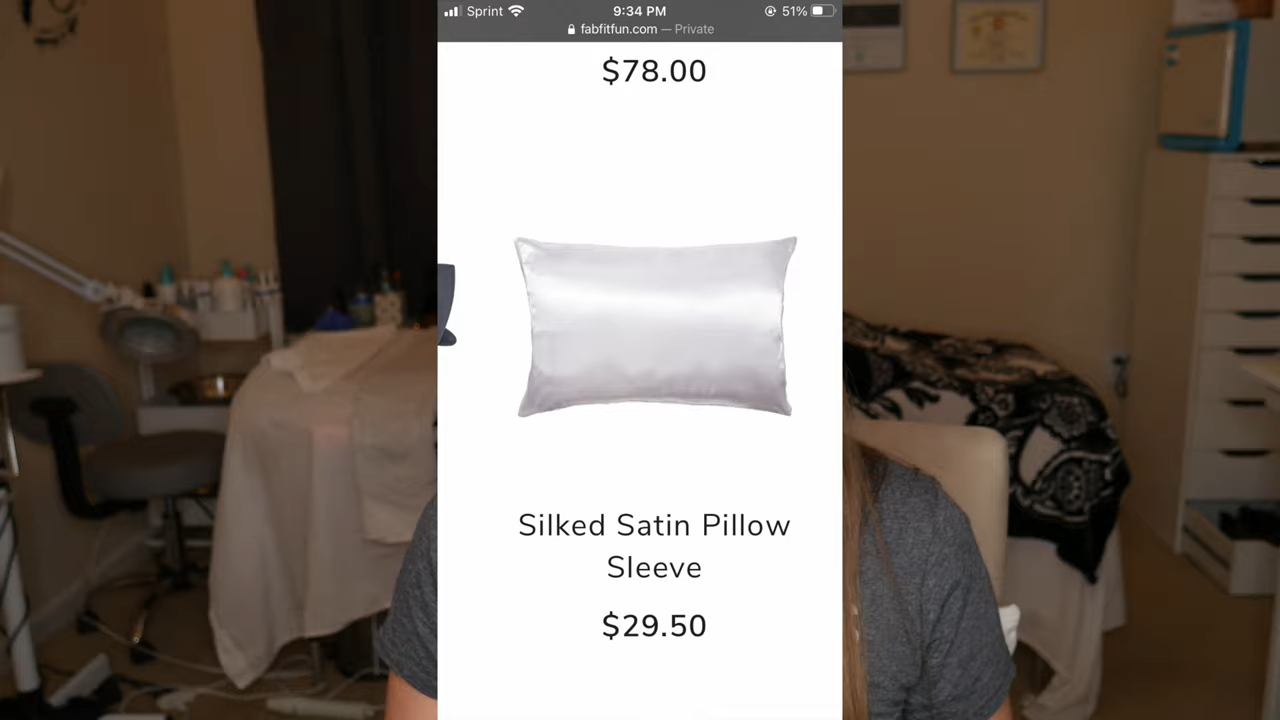 Sprint 9:34 PM 51%
fabfitfun.com — Private
$78.00
Silked Satin Pillow
Sleeve
$29.50